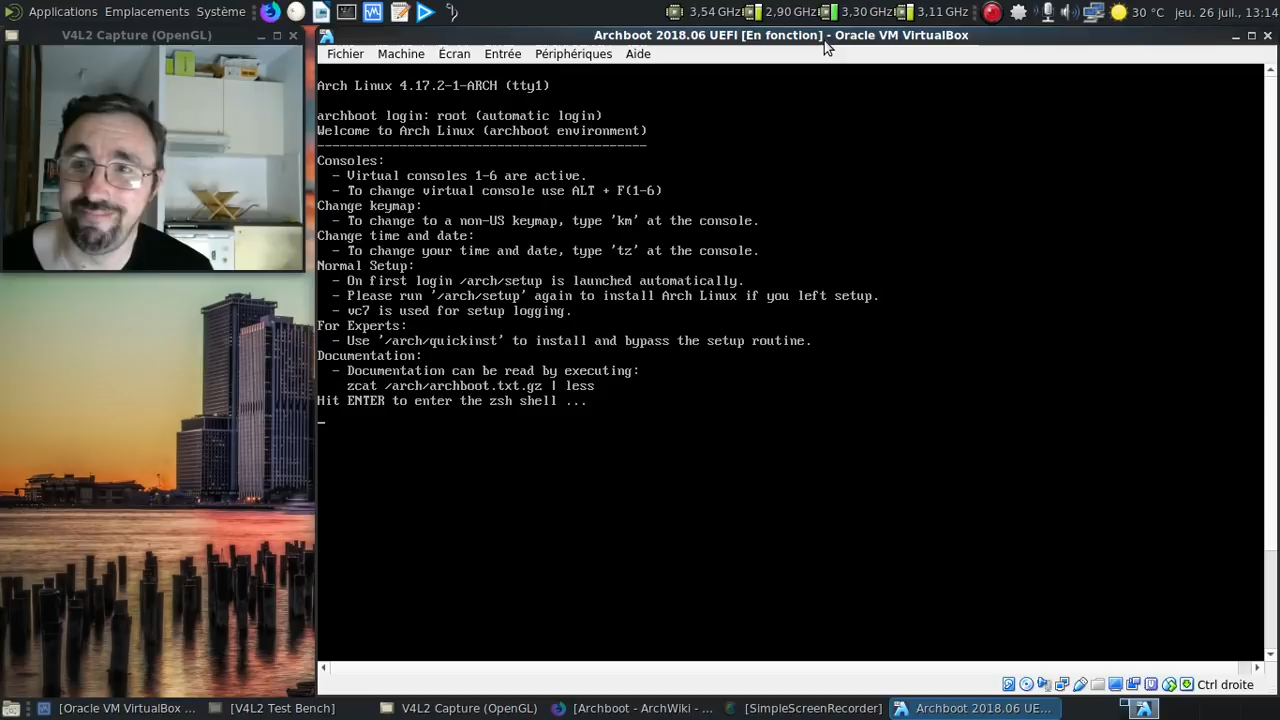 Applications Emplacements Système 3,54 GHz 2,90 GHz 3,30 GHz 3,11 GHz 30 °C jeu. 26 juil., 13:14
V4L2 Capture (OpenGL)
Archboot 2018.06 UEFI [En fonction] - Oracle VM VirtualBox
Fichier Machine Écran Entrée Périphériques Aide
Arch Linux 4.17.2-1-ARCH (tty1)
archboot login: root (automatic login)
Welcome to Arch Linux (archboot environment)
--------------------------------------------
Consoles:
- Virtual consoles 1-6 are active.
- To change virtual console use ALT + F(1-6)
Change keymap:
- To change to a non-US keymap, type 'km' at the console.
Change time and date:
- To change your time and date, type 'tz' at the console.
Normal Setup:
- On first login /arch/setup is launched automatically.
- Please run '/arch/setup' again to install Arch Linux if you left setup.
- vc7 is used for setup logging.
For Experts:
- Use '/arch/quickinst' to install and bypass the setup routine.
Documentation:
- Documentation can be read by executing:
zcat /arch/archboot.txt.gz | less
Hit ENTER to enter the zsh shell ...
Ctrl droite
[Oracle VM VirtualBox ... [V4L2 Test Bench] V4L2 Capture (OpenGL) [Archboot - ArchWiki - ... [SimpleScreenRecorder] Archboot 2018.06 UE...